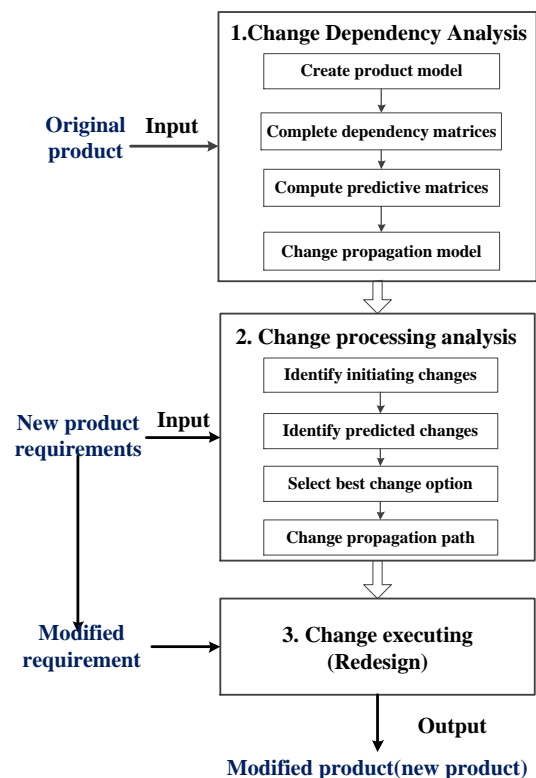 1.Change Dependency Analysis
Create product model
Complete dependency matrices
Compute predictive matrices
Change propagation model
Original
product
Input
2. Change processing analysis
Identify initiating changes
Identify predicted changes
Select best change option
Change propagation path
New product
requirements
Input
Modified
requirement
3. Change executing
(Redesign)
Output
Modified product(new product)